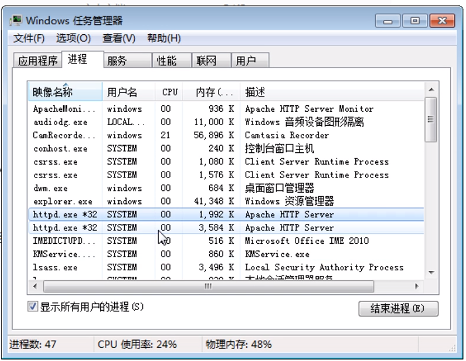 Windows 任务管理器
文件(F) 选项(O) 查看(V) 帮助(H)
应用程序 进程 服务 性能 联网 用户
映像名称 用户名 CPU 内存(... 描述
ApacheMoni... windows 00 936 K Apache HTTP Server Monitor
audiodg.exe LOCAL... 00 11,000 K Windows 音频设备图形隔离
CamRecorde... windows 21 56,896 K Camtasia Recorder
conhost.exe SYSTEM 00 240 K 控制台窗口主机
csrss.exe SYSTEM 00 1,080 K Client Server Runtime Process
csrss.exe SYSTEM 00 1,576 K Client Server Runtime Process
dwm.exe windows 00 684 K 桌面窗口管理器
explorer.exe windows 00 41,348 K Windows 资源管理器
httpd.exe *32 SYSTEM 00 1,992 K Apache HTTP Server
httpd.exe *32 SYSTEM 00 3,584 K Apache HTTP Server
IMEDICTUPD... SYSTEM 00 516 K Microsoft Office IME 2010
KMService.... SYSTEM 00 860 K KMService.exe
lsass.exe SYSTEM 00 3,496 K Local Security Authority Process
显示所有用户的进程(S) 结束进程(E)
进程数: 47 CPU 使用率: 24% 物理内存: 48%